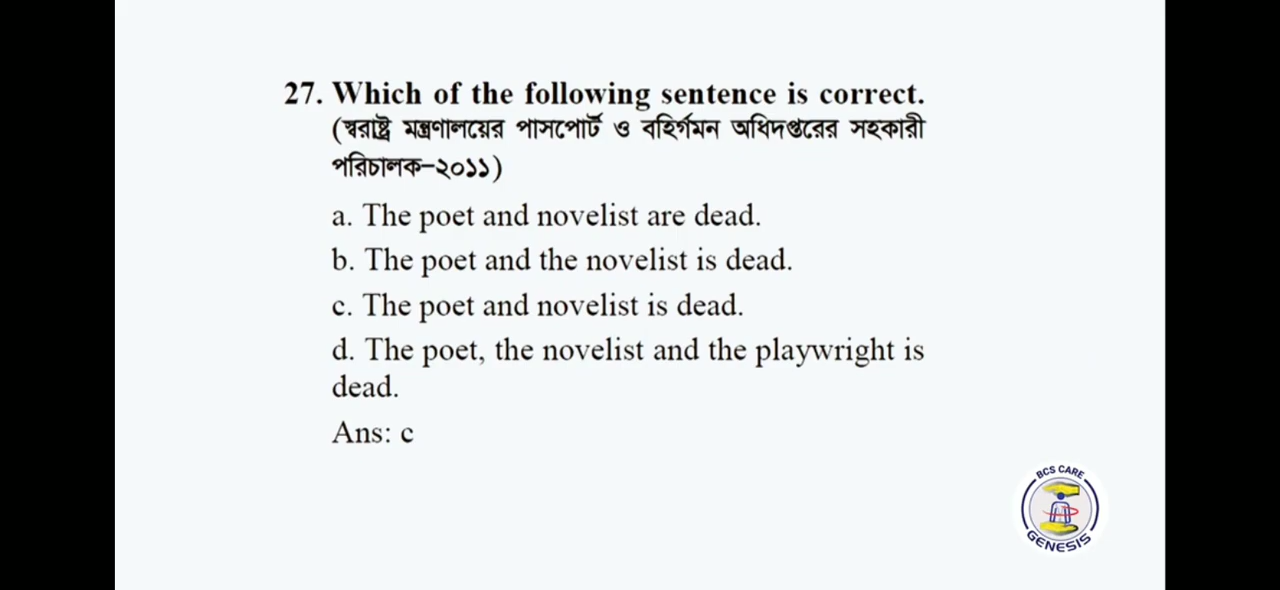 27. Which of the following sentence is correct.
(স্বরাষ্ট্র মন্ত্রণালয়ের পাসপোর্ট ও বহির্গমন অধিদপ্তরের সহকারী
পরিচালক–২০১১)
a. The poet and novelist are dead.
b. The poet and the novelist is dead.
c. The poet and novelist is dead.
d. The poet, the novelist and the playwright is
dead.
Ans: c
BCS CARE
GENESIS